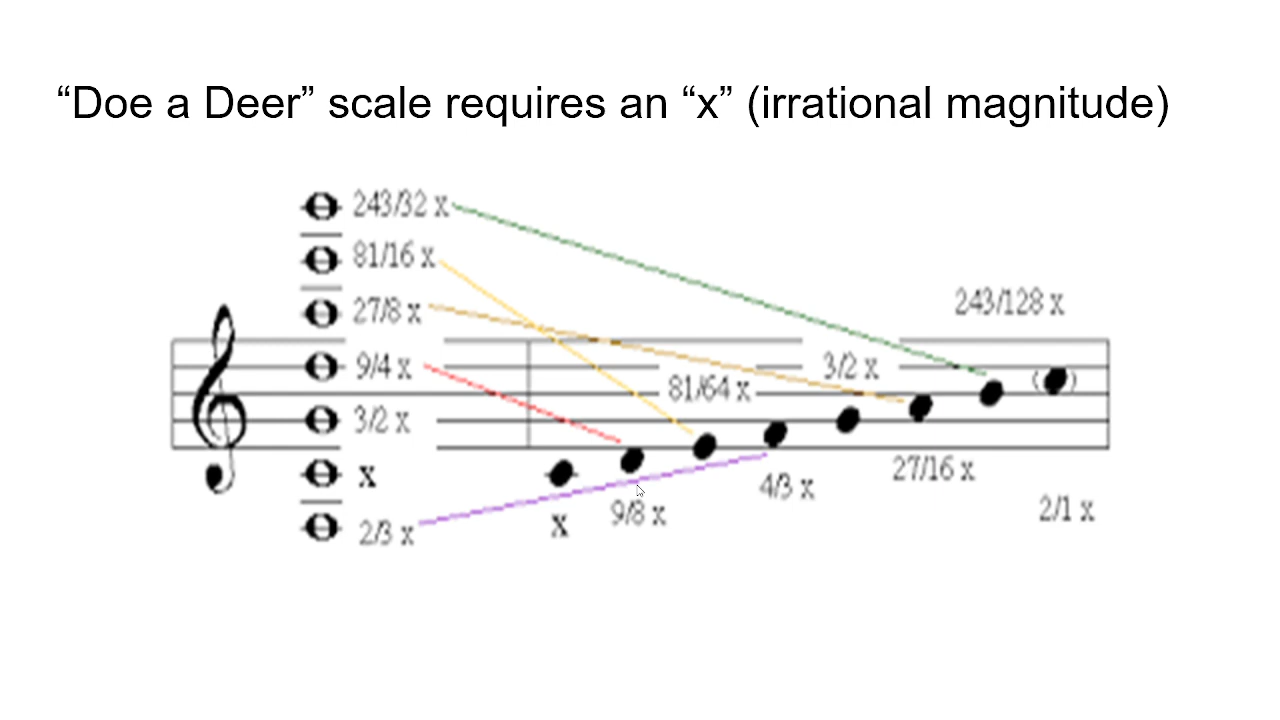 “Doe a Deer” scale requires an “x” (irrational magnitude)
243/32 x
81/16 x
27/8 x
9/4 x
3/2 x
x
2/3 x
x
9/8 x
81/64 x
4/3 x
3/2 x
27/16 x
243/128 x
2/1 x